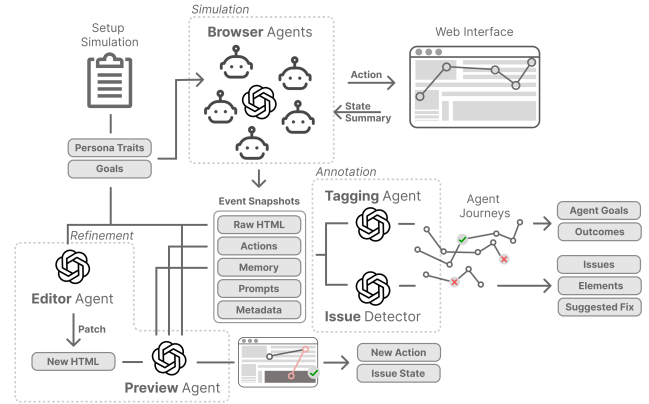 Setup
Simulation
Simulation
Browser Agents
Web Interface
Action
State
Summary
Persona Traits
Goals
Event Snapshots
Raw HTML
Actions
Memory
Prompts
Metadata
Annotation
Tagging Agent
Issue Detector
Agent
Journeys
Agent Goals
Outcomes
Issues
Elements
Suggested Fix
Refinement
Editor Agent
Patch
New HTML
Preview Agent
New Action
Issue State